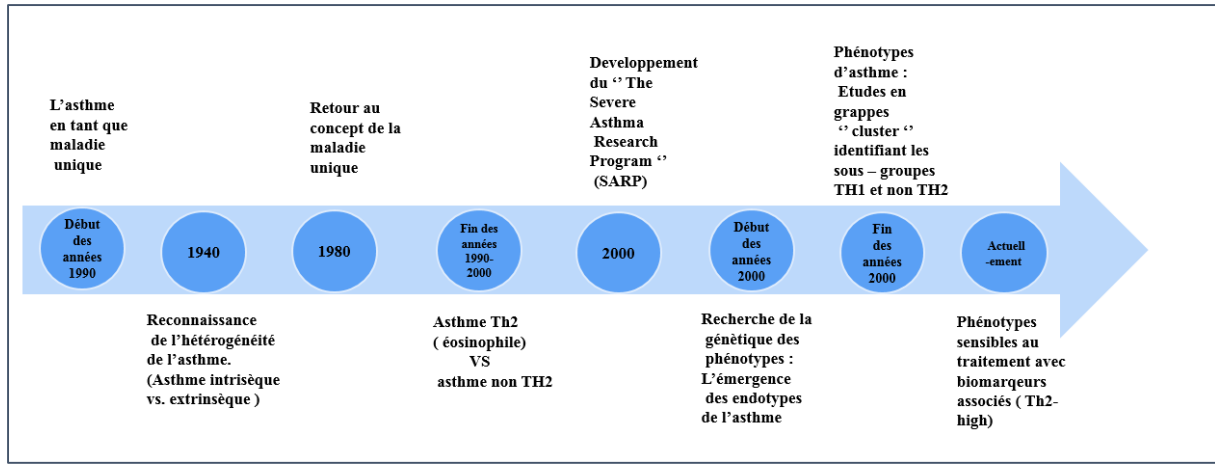 L'asthme
en tant que
maladie
unique
Début
des
années
1990
1940
Reconnaissance
de l'hétérogénéité
de l'asthme.
(Asthme intrisèque
vs. extrinsèque )
Retour au
concept de la
maladie
unique
1980
Fin des
années
1990-
2000
Asthme Th2
( éosinophile)
VS
asthme non TH2
Developpement
du ‘’ The
Severe
Asthma
Research
Program ‘’
(SARP)
2000
Début
des
années
2000
Recherche de la
génètique des
phénotypes :
L'émergence
des endotypes
de l'asthme
Phénotypes
d'asthme :
Etudes en
grappes
‘’ cluster ‘’
identifiant les
sous – groupes
TH1 et non TH2
Fin
des
années
2000
Actuell
-ement
Phénotypes
sensibles au
traitement avec
biomarqeurs
associés ( Th2-
high)